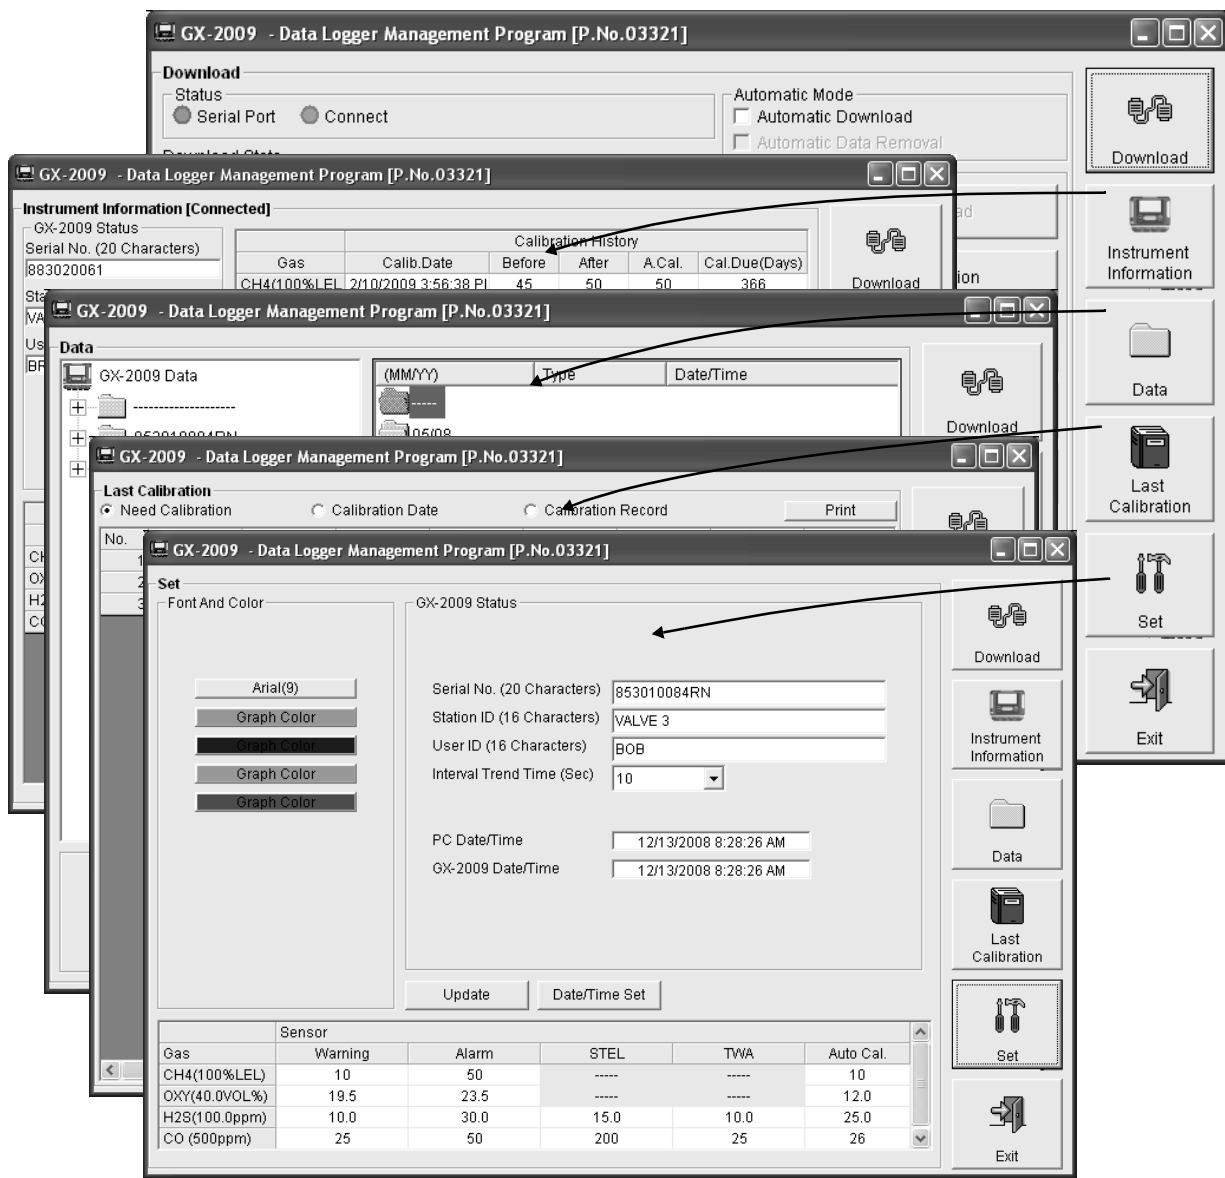 GX-2009 - Data Logger Management Program [P.No.03321]
Download
Status
Serial Port Connect
Automatic Mode
Automatic Download
Automatic Data Removal
Download
Instrument
Information
Data
Last
Calibration
Set
Exit
GX-2009 - Data Logger Management Program [P.No.03321]
Instrument Information [Connected]
GX-2009 Status
Serial No. (20 Characters)
883020061
Calibration History
Gas Calib.Date Before After A.Cal. Cal.Due(Days)
CH4(100%LEL 2/10/2009 3:56:38 PI 45 50 50 366
Download
GX-2009 - Data Logger Management Program [P.No.03321]
Data
GX-2009 Data
--------------------
(MM/YY) Type Date/Time
-----
05/08
Download
GX-2009 - Data Logger Management Program [P.No.03321]
Last Calibration
Need Calibration Calibration Date Calibration Record Print
No.
GX-2009 - Data Logger Management Program [P.No.03321]
Set
Font And Color
Arial(9)
Graph Color
Graph Color
Graph Color
Graph Color
GX-2009 Status
Serial No. (20 Characters) 853010084RN
Station ID (16 Characters) VALVE 3
User ID (16 Characters) BOB
Interval Trend Time (Sec) 10
PC Date/Time 12/13/2008 8:28:26 AM
GX-2009 Date/Time 12/13/2008 8:28:26 AM
Update Date/Time Set
Sensor
Gas Warning Alarm STEL TWA Auto Cal.
CH4(100%LEL) 10 50 ----- ----- 10
OXY(40.0VOL%) 19.5 23.5 ----- ----- 12.0
H2S(100.0ppm) 10.0 30.0 15.0 10.0 25.0
CO (500ppm) 25 50 200 25 26
Download
Instrument
Information
Data
Last
Calibration
Set
Exit